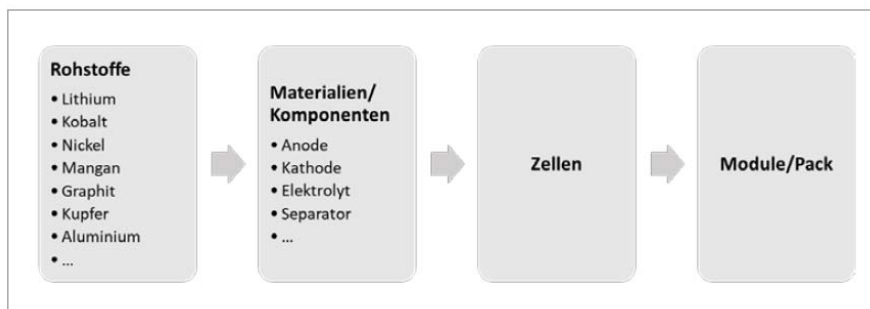 Rohstoffe
• Lithium
• Kobalt
• Nickel
• Mangan
• Graphit
• Kupfer
• Aluminium
• ...
Materialien/
Komponenten
• Anode
• Kathode
• Elektrolyt
• Separator
• ...
Zellen
Module/Pack